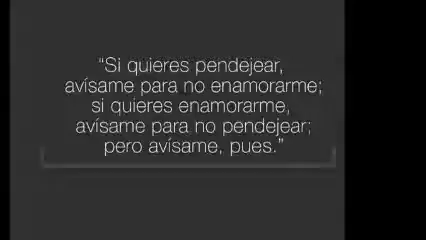 “Si quieres pendejear,
avísame para no enamorarme;
si quieres enamorarme,
avísame para no pendejear;
pero avísame, pues.”